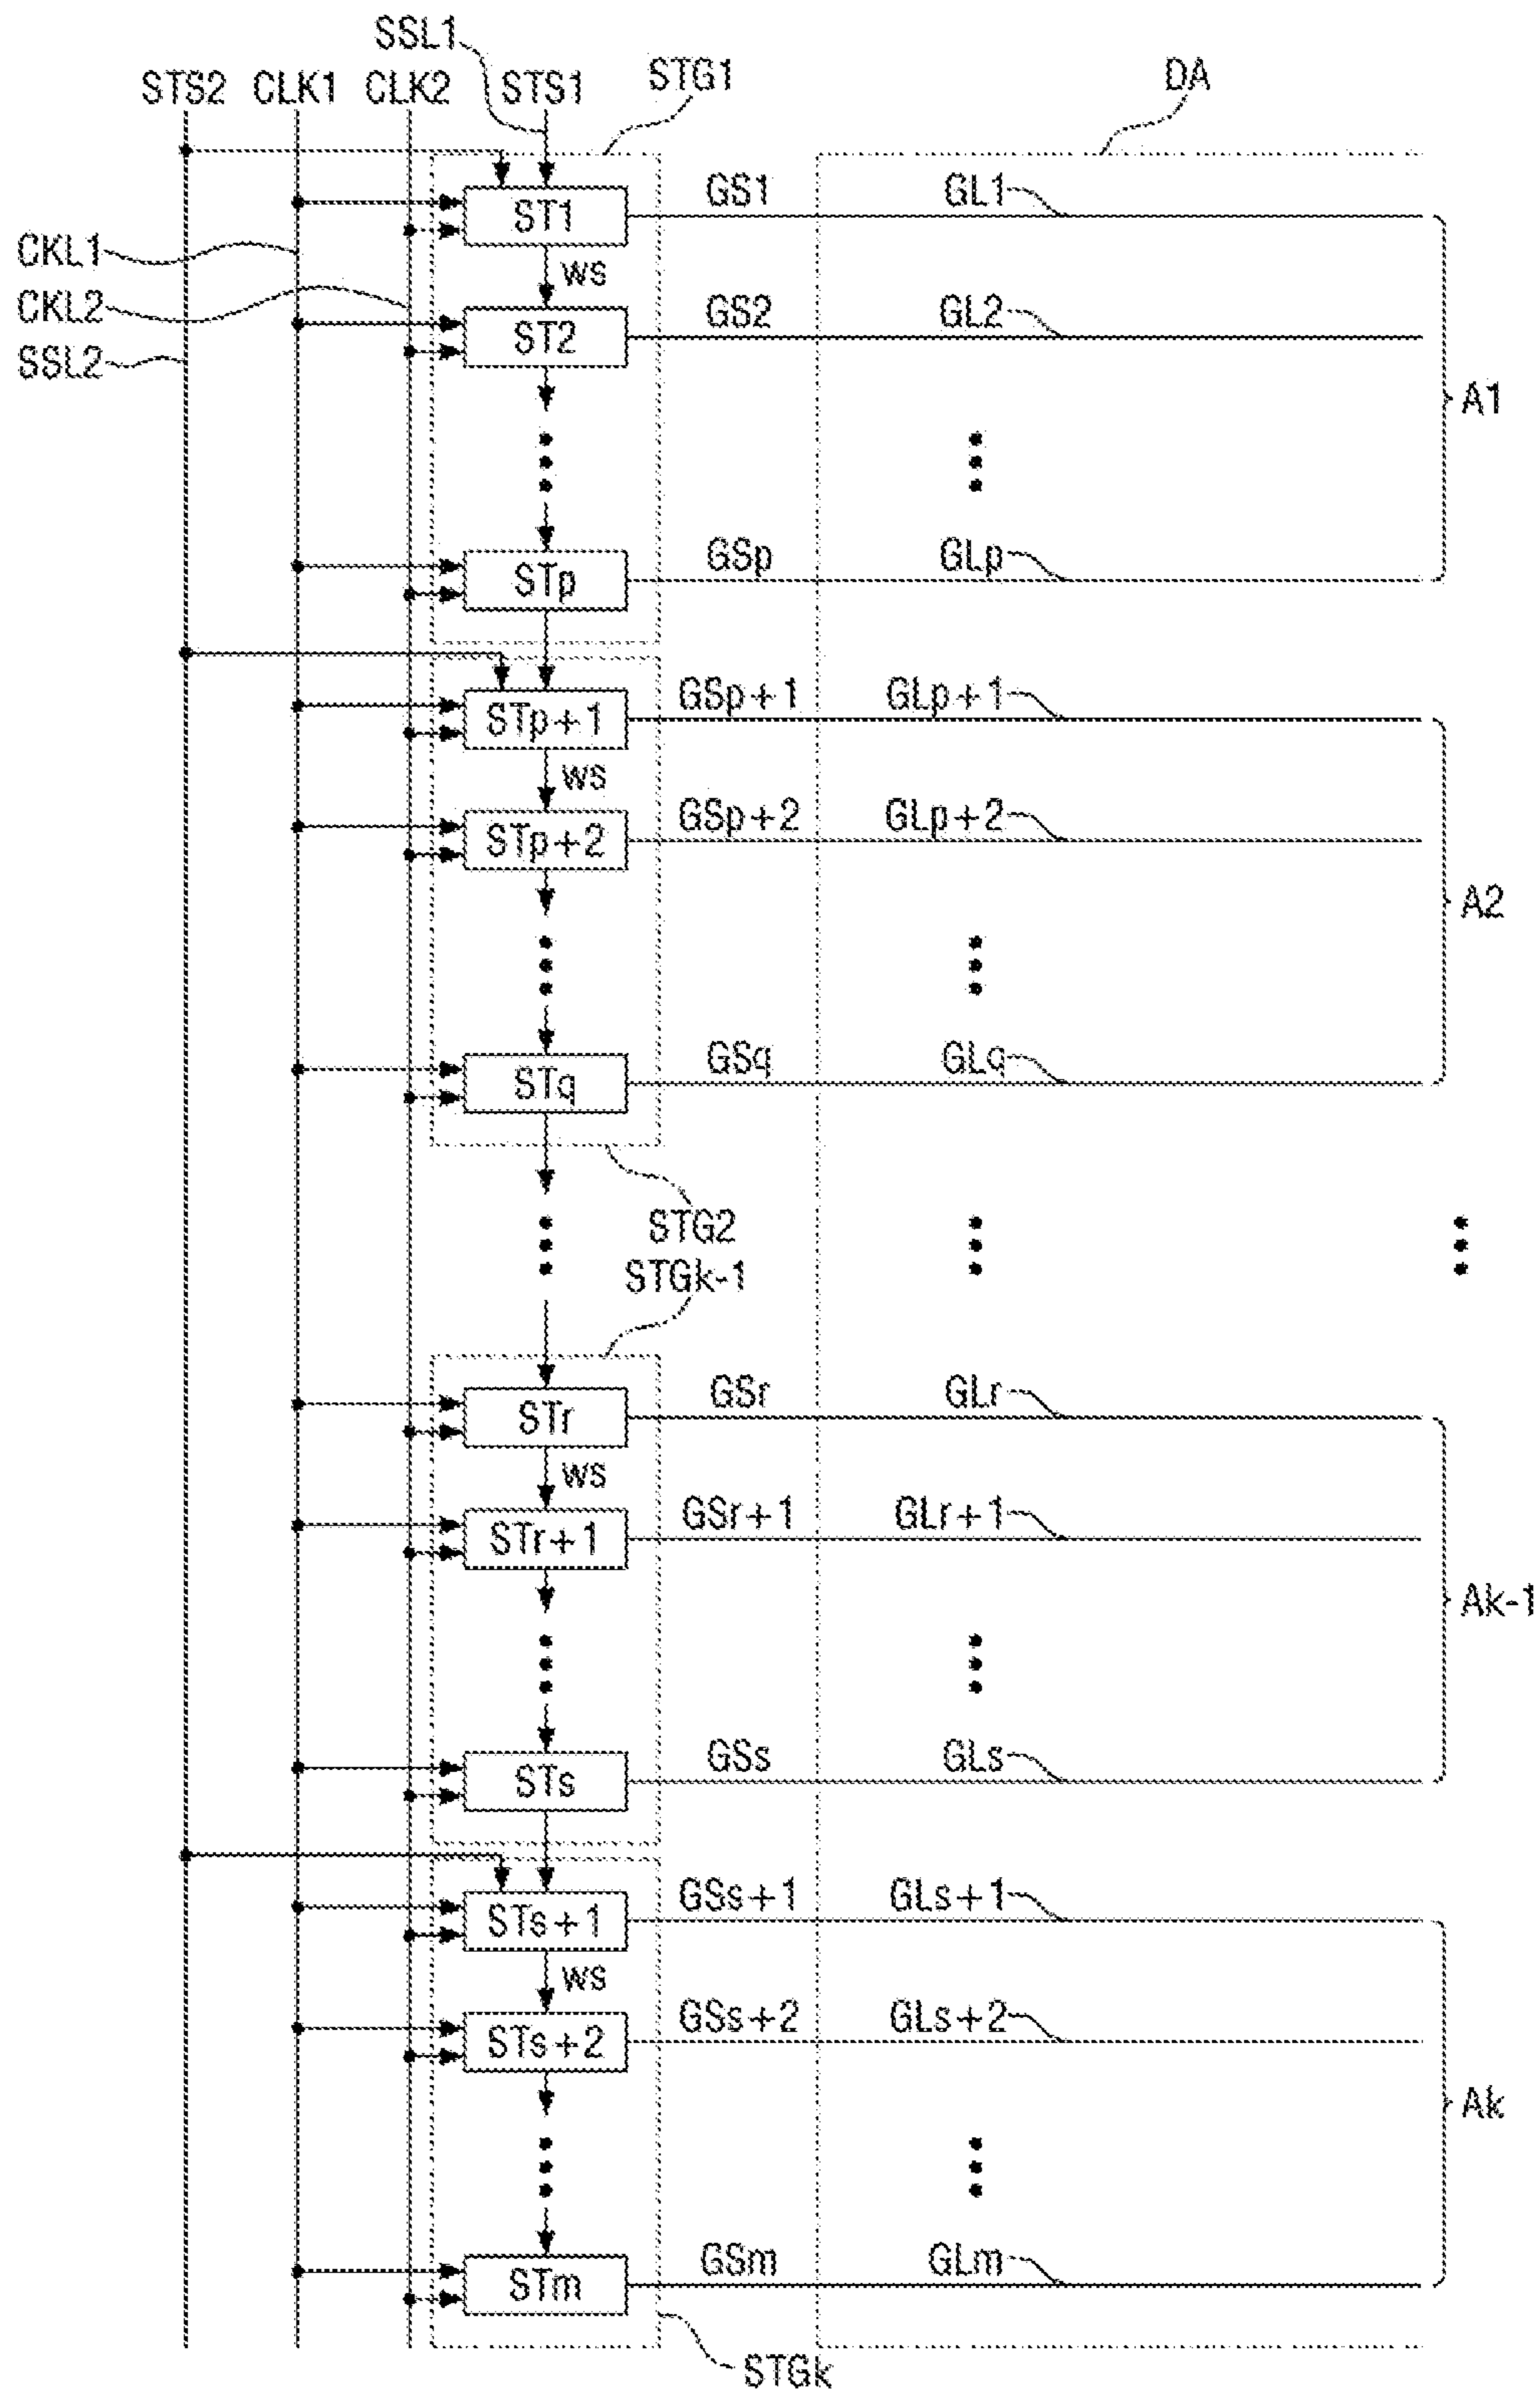 SSL1
STS2 CLK1 CLK2 STS1 STG1 DA
ST1 GS1 GL1
CKL1
ws
CKL2
ST2 GS2 GL2
SSL2
A1
STp GSp GLp
STp+1 GSp+1 GLp+1
ws
STp+2 GSp+2 GLp+2
A2
STq GSq GLq
STG2
STGk-1
STr GSr GLr
ws
STr+1 GSr+1 GLr+1
Ak-1
STs GSs GLs
STs+1 GSs+1 GLs+1
ws
STs+2 GSs+2 GLs+2
Ak
STm GSm GLm
STGk